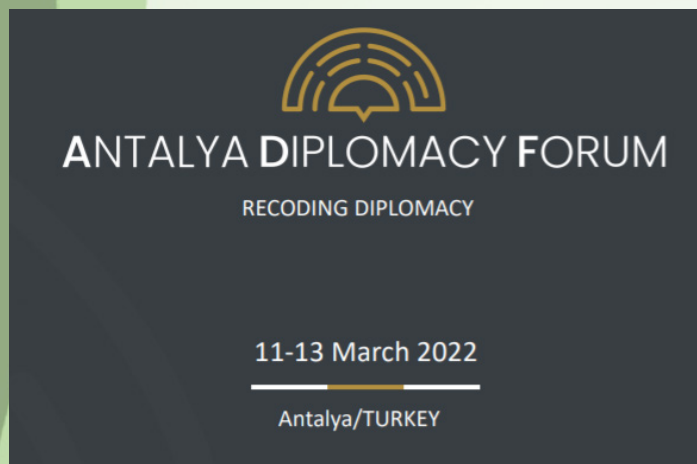 ANTALYA DIPLOMACY FORUM
RECODING DIPLOMACY
11-13 March 2022
Antalya/TURKEY